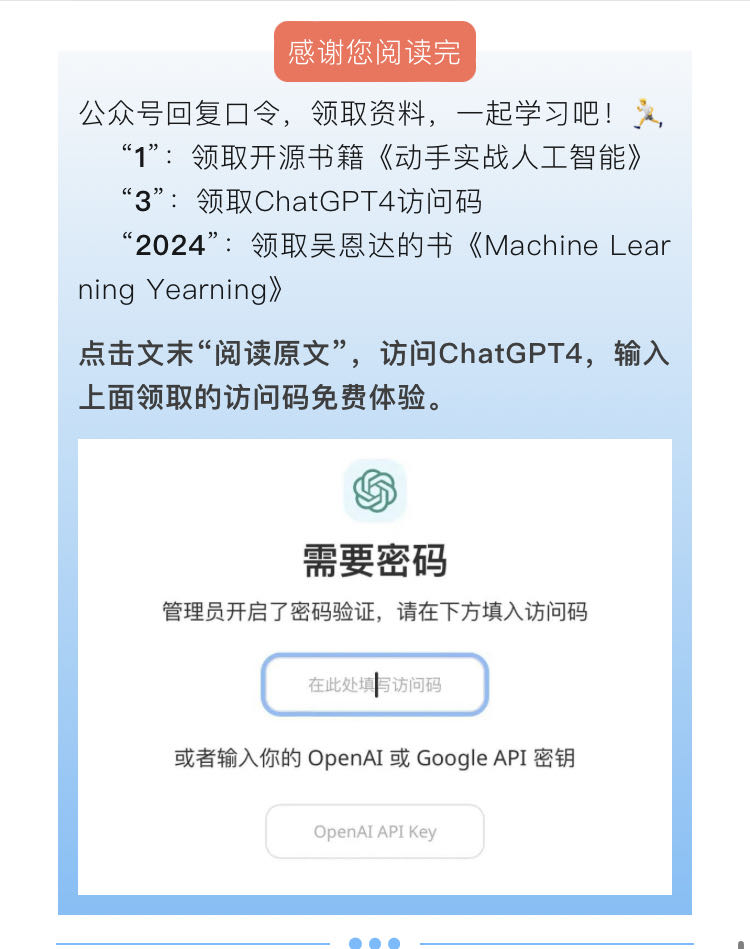 感谢您阅读完
公众号回复口令，领取资料，一起学习吧！🏃
“1”：领取开源书籍《动手实战人工智能》
“3”：领取ChatGPT4访问码
“2024”：领取吴恩达的书《Machine Lear
ning Yearning》
点击文末“阅读原文”，访问ChatGPT4，输入
上面领取的访问码免费体验。
需要密码
管理员开启了密码验证，请在下方填入访问码
在此处填写访问码
或者输入你的 OpenAI 或 Google API 密钥
OpenAI API Key